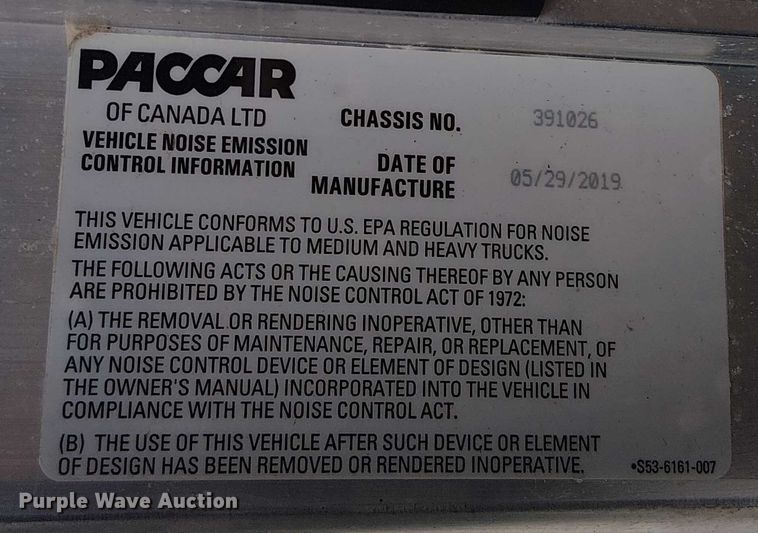 PACCAR
OF CANADA LTD
VEHICLE NOISE EMISSION
CONTROL INFORMATION
CHASSIS NO. 391026
DATE OF
MANUFACTURE 05/29/2019
THIS VEHICLE CONFORMS TO U.S. EPA REGULATION FOR NOISE
EMISSION APPLICABLE TO MEDIUM AND HEAVY TRUCKS.
THE FOLLOWING ACTS OR THE CAUSING THEREOF BY ANY PERSON
ARE PROHIBITED BY THE NOISE CONTROL ACT OF 1972:
(A) THE REMOVAL OR RENDERING INOPERATIVE, OTHER THAN
FOR PURPOSES OF MAINTENANCE, REPAIR, OR REPLACEMENT, OF
ANY NOISE CONTROL DEVICE OR ELEMENT OF DESIGN (LISTED IN
THE OWNER'S MANUAL) INCORPORATED INTO THE VEHICLE IN
COMPLIANCE WITH THE NOISE CONTROL ACT.
(B) THE USE OF THIS VEHICLE AFTER SUCH DEVICE OR ELEMENT
OF DESIGN HAS BEEN REMOVED OR RENDERED INOPERATIVE.
•S53-6161-007
Purple Wave Auction